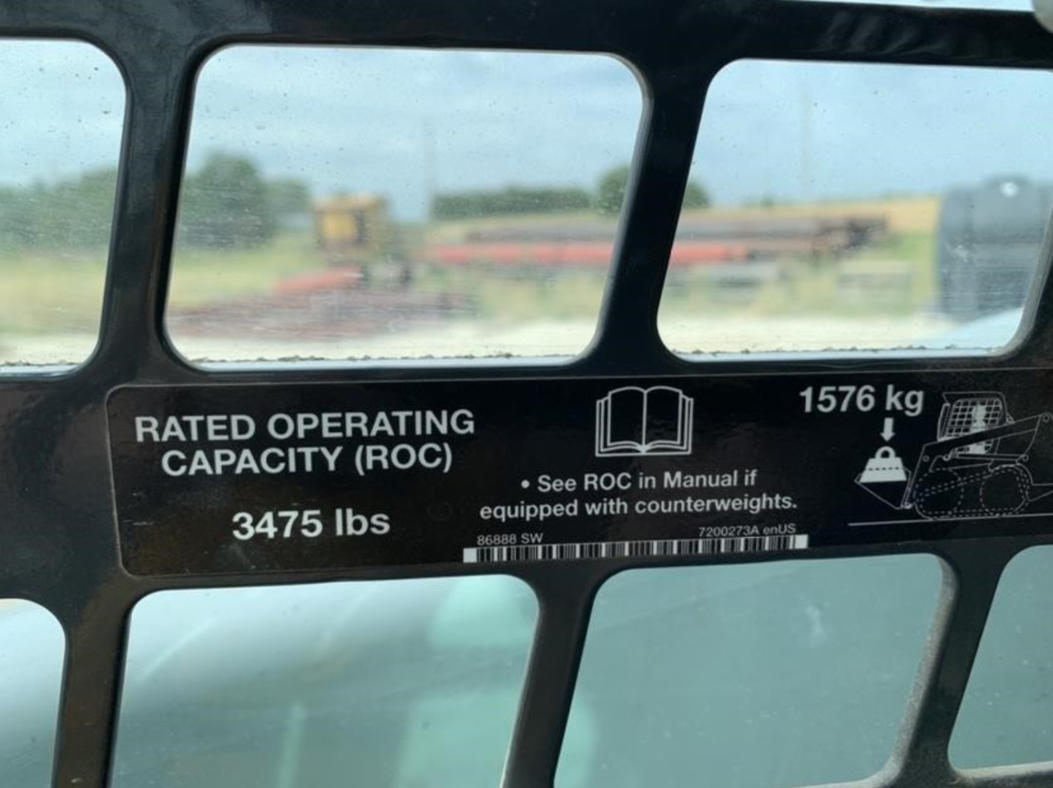 RATED OPERATING
CAPACITY (ROC)
3475 lbs
• See ROC in Manual if
equipped with counterweights.
86888 SW
7200273A enUS
1576 kg